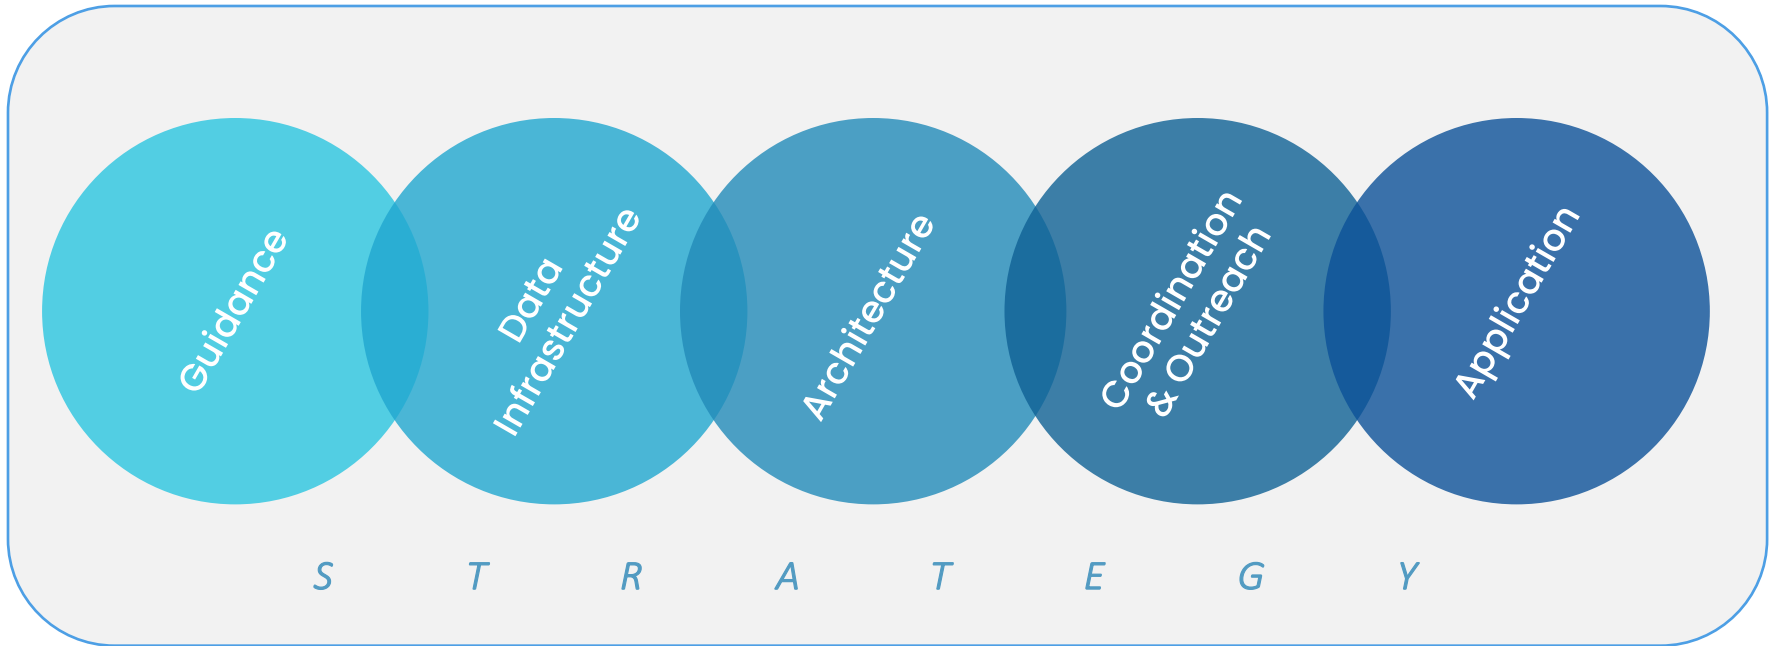 Guidance
Data
Infrastructure
Architecture
Coordination
& Outreach
Application
S T R A T E G Y